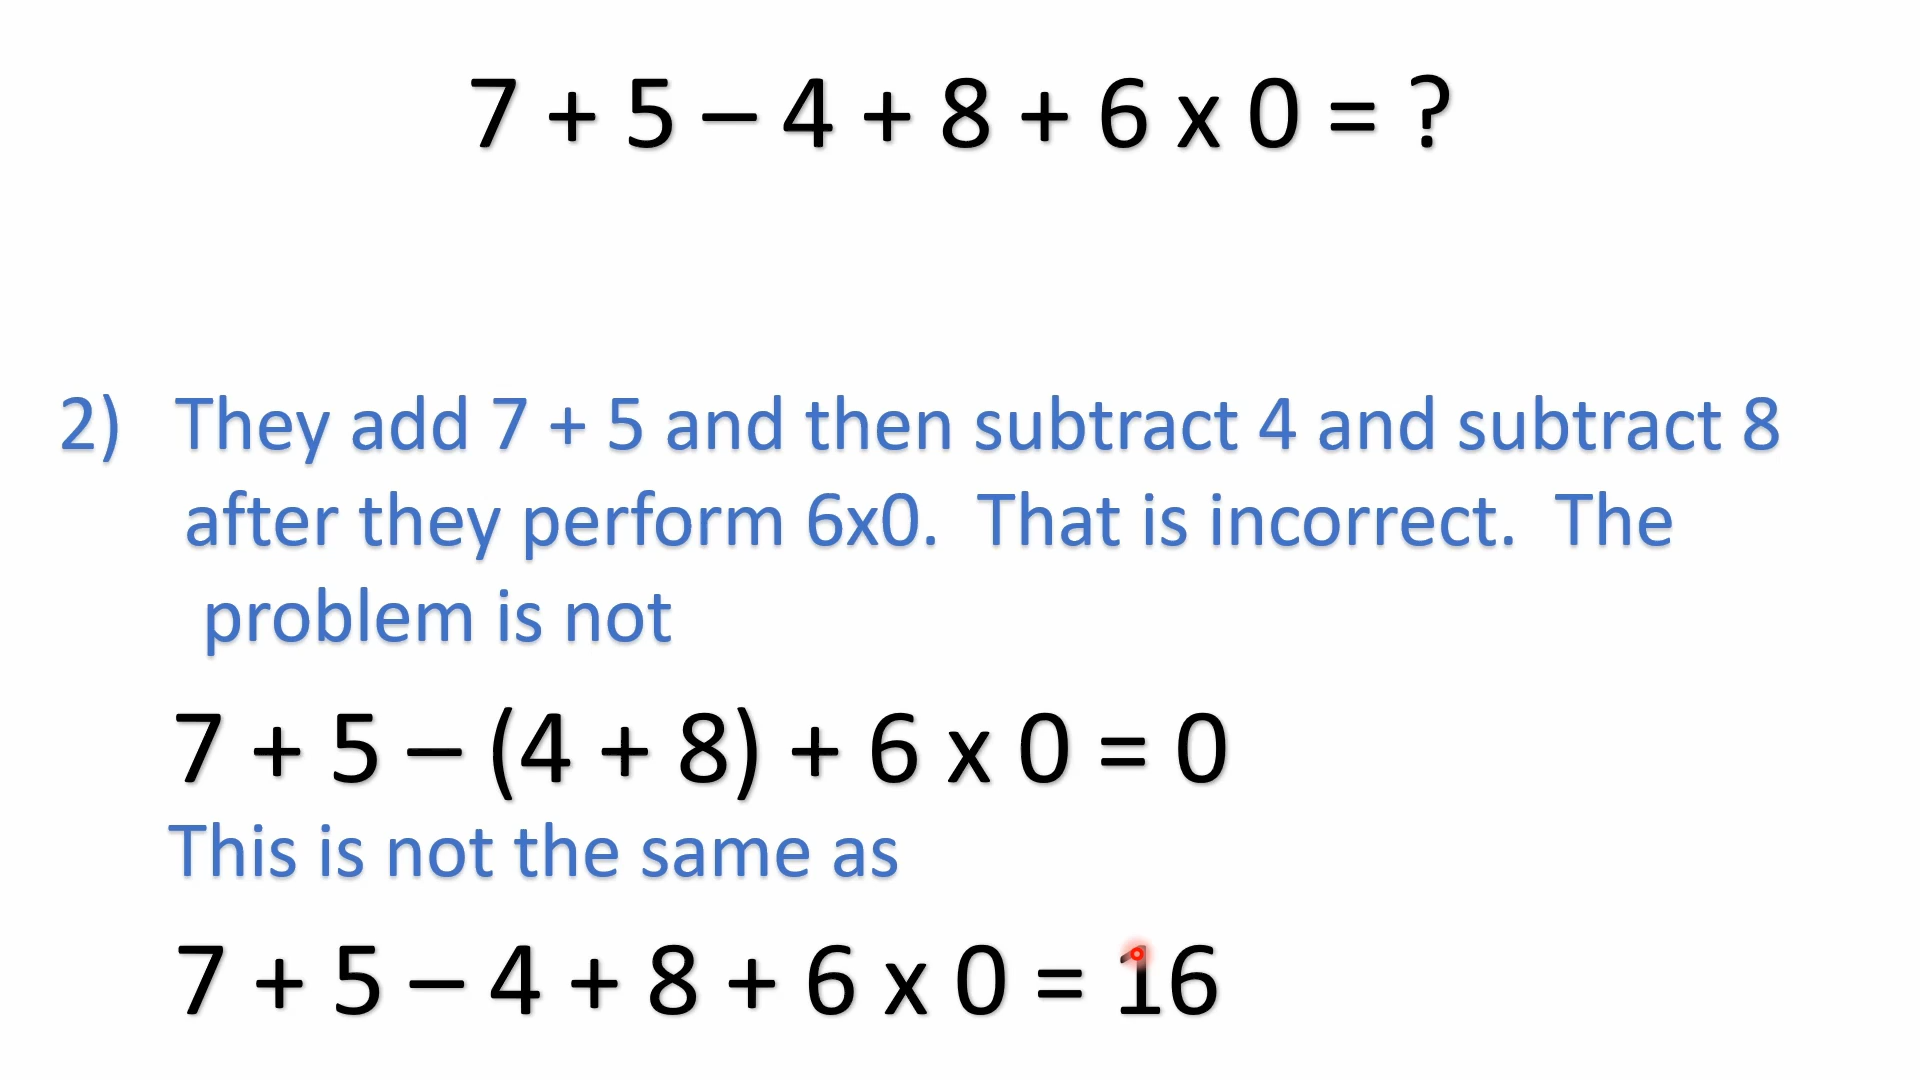 7 + 5 – 4 + 8 + 6 x 0 = ?
2) They add 7 + 5 and then subtract 4 and subtract 8
after they perform 6x0. That is incorrect. The
problem is not
7 + 5 – (4 + 8) + 6 x 0 = 0
This is not the same as
7 + 5 – 4 + 8 + 6 x 0 = 16